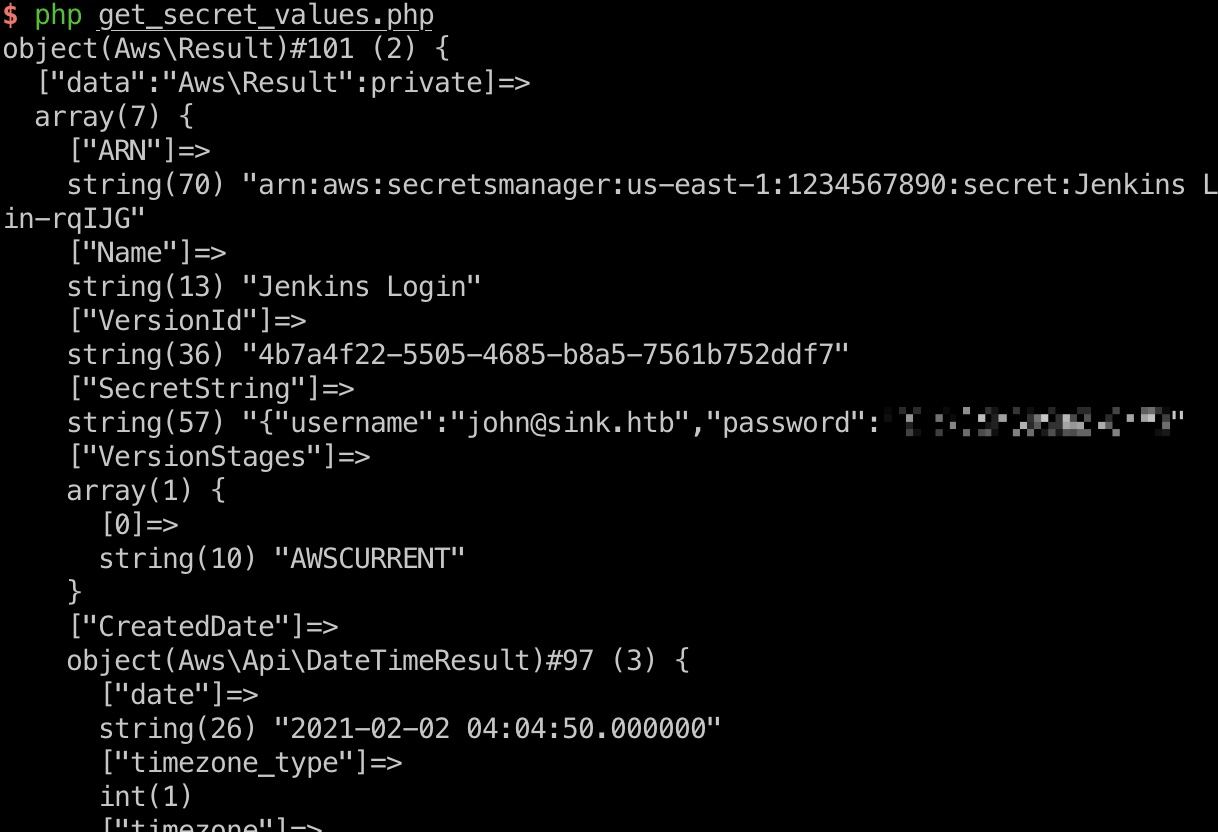 $ php get_secret_values.php
object(Aws\Result)#101 (2) {
  ["data":"Aws\Result":private]=>
  array(7) {
    ["ARN"]=>
    string(70) "arn:aws:secretsmanager:us-east-1:1234567890:secret:Jenkins L
in-rqIJG"
    ["Name"]=>
    string(13) "Jenkins Login"
    ["VersionId"]=>
    string(36) "4b7a4f22-5505-4685-b8a5-7561b752ddf7"
    ["SecretString"]=>
    string(57) "{"username":"john@sink.htb","password":"
    ["VersionStages"]=>
    array(1) {
      [0]=>
      string(10) "AWSCURRENT"
    }
    ["CreatedDate"]=>
    object(Aws\Api\DateTimeResult)#97 (3) {
      ["date"]=>
      string(26) "2021-02-02 04:04:50.000000"
      ["timezone_type"]=>
      int(1)
      ["timezone"]=>